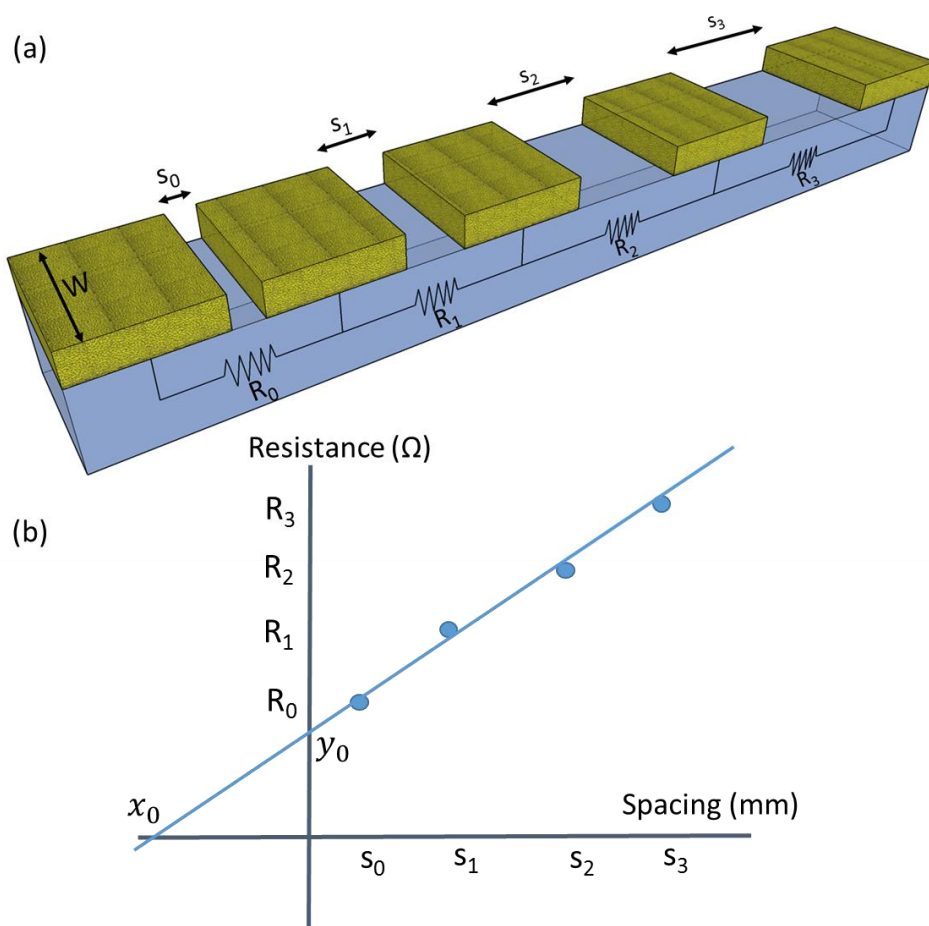 (a)
s₀
s₁
s₂
s₃
W
R₀
R₁
R₂
R₃
Resistance (Ω)
(b)
R₃
R₂
R₁
R₀
y₀
x₀
Spacing (mm)
s₀
s₁
s₂
s₃